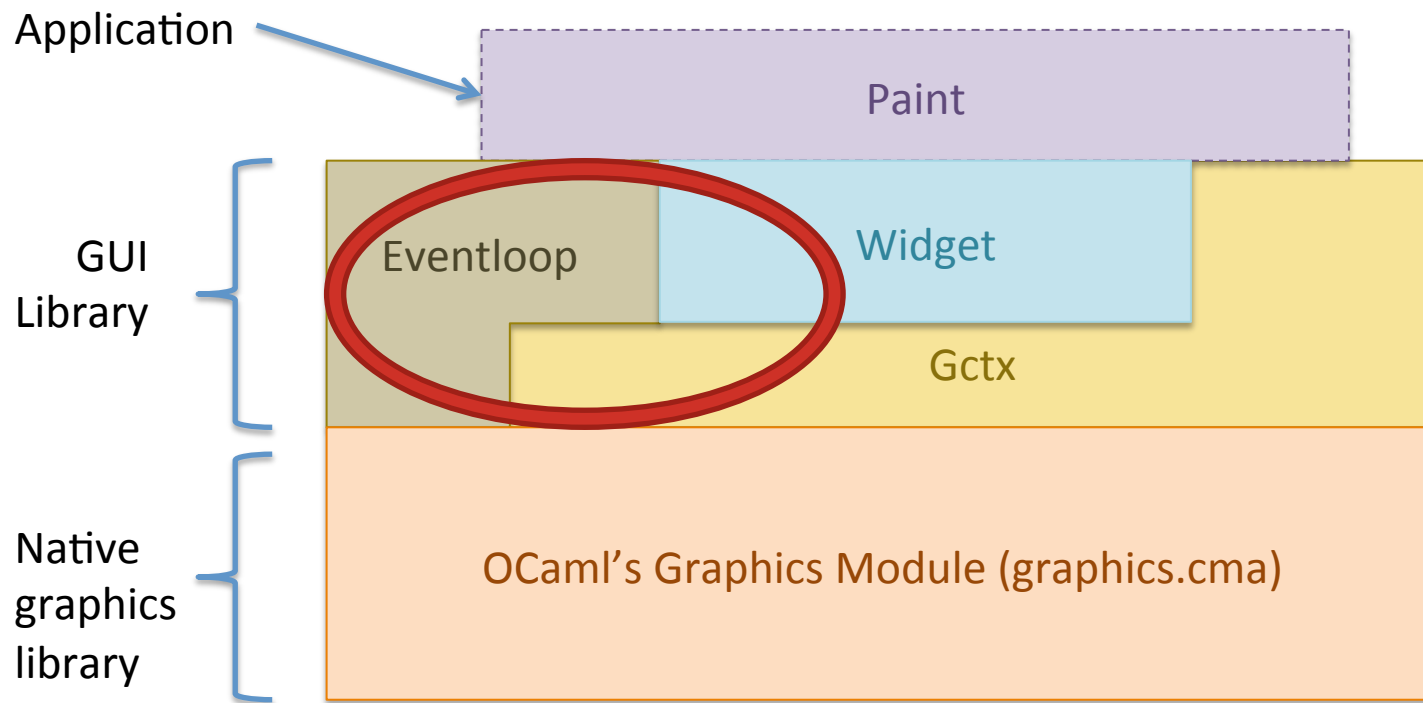 Application
Paint
GUI
Library
Eventloop
Widget
Gctx
Native
graphics
library
OCaml’s Graphics Module (graphics.cma)